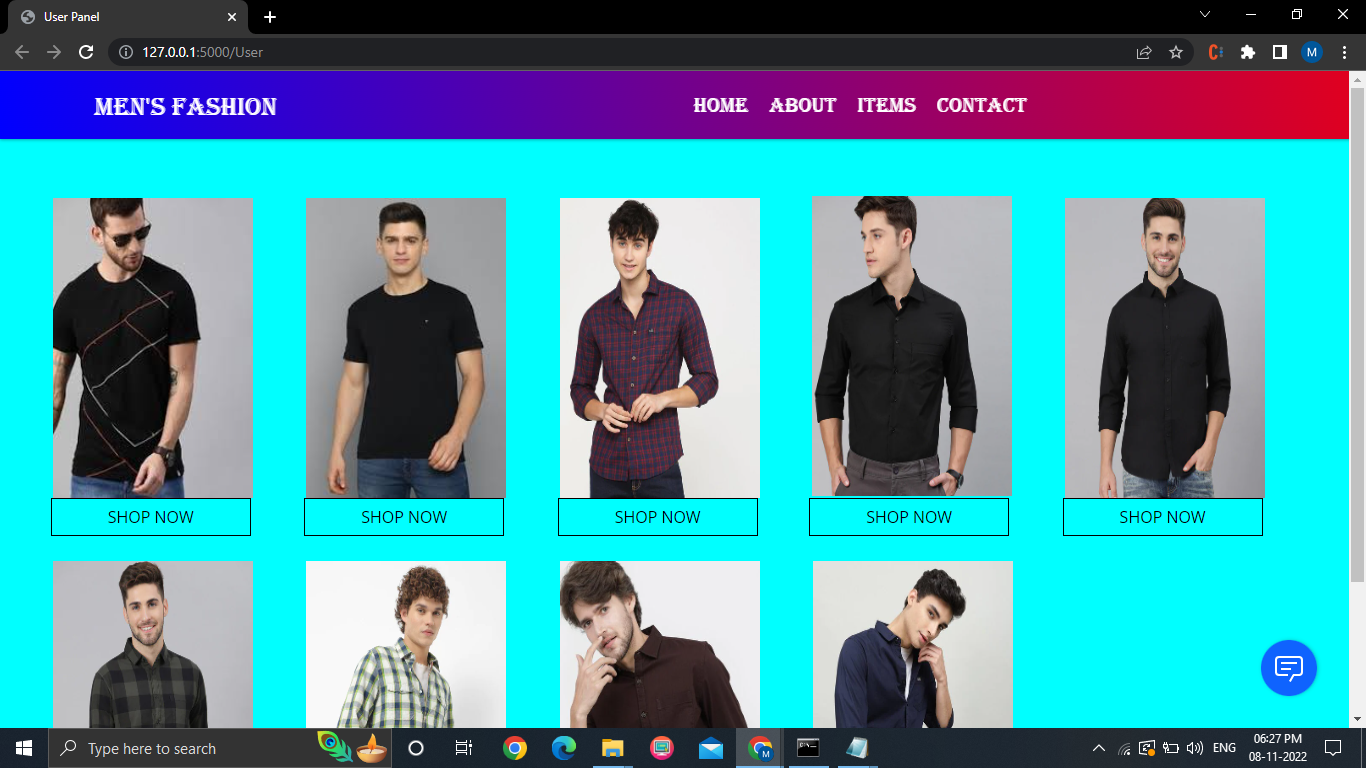 User Panel
127.0.0.1:5000/User
M
MEN'S FASHION
HOME ABOUT ITEMS CONTACT
SHOP NOW SHOP NOW SHOP NOW SHOP NOW SHOP NOW
Type here to search
M
ENG
06:27 PM
08-11-2022